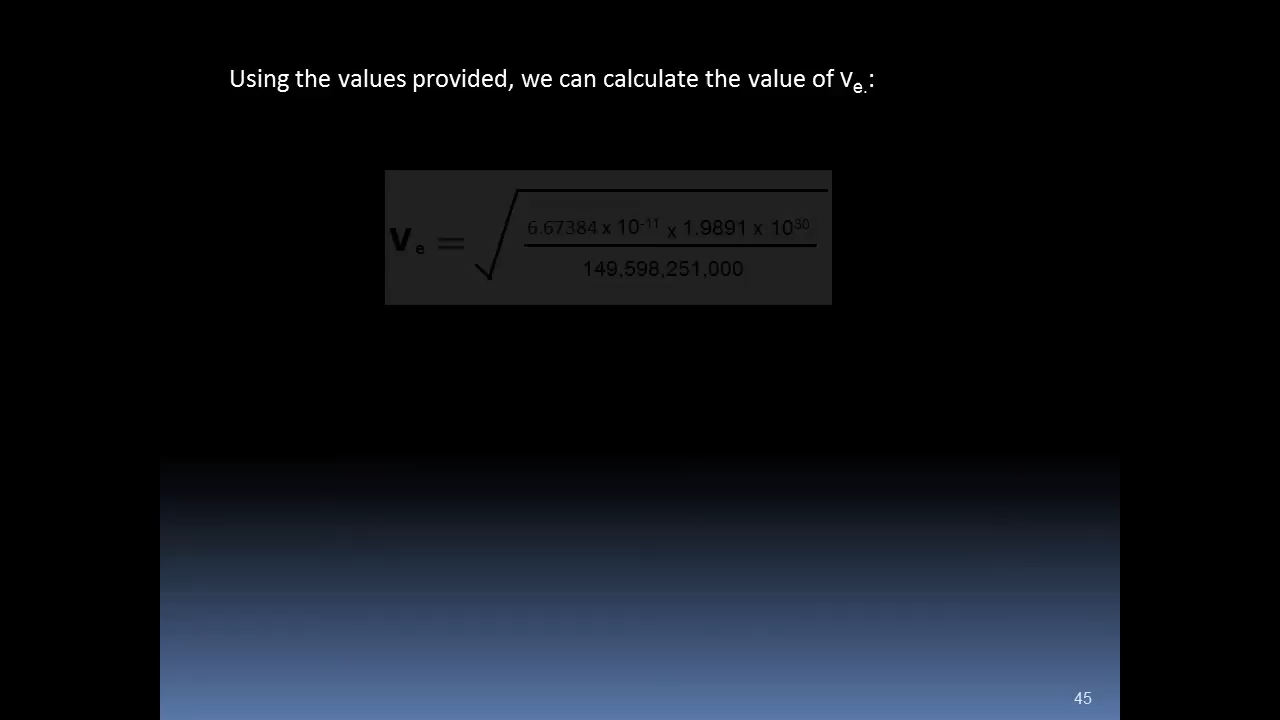 Using the values provided, we can calculate the value of ve.:
6.67384 x 10-11 x 1.9891 x 1030
ve =
149,598,251,000
45